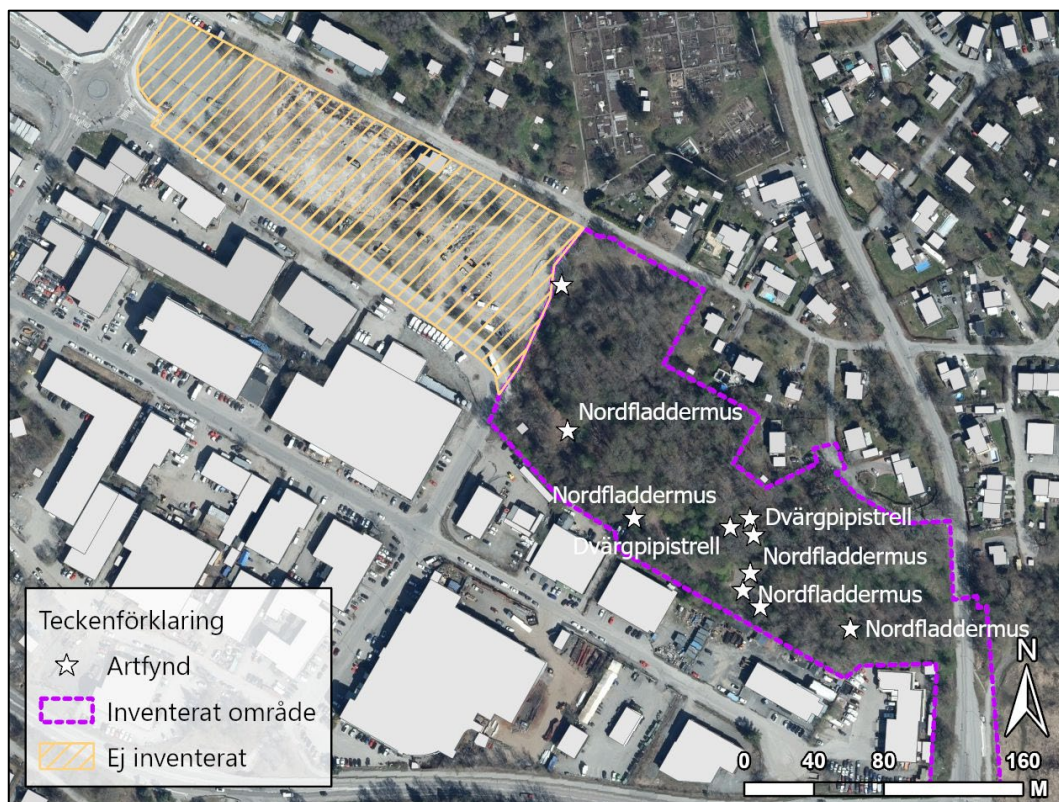 Nordfladdermus
Nordfladdermus
Dvärgpipistrell
Dvärgpipistrell
Nordfladdermus
Nordfladdermus
Nordfladdermus
Teckenförklaring
Artfynd
Inventerat område
Ej inventerat
N
0 40 80 160
M